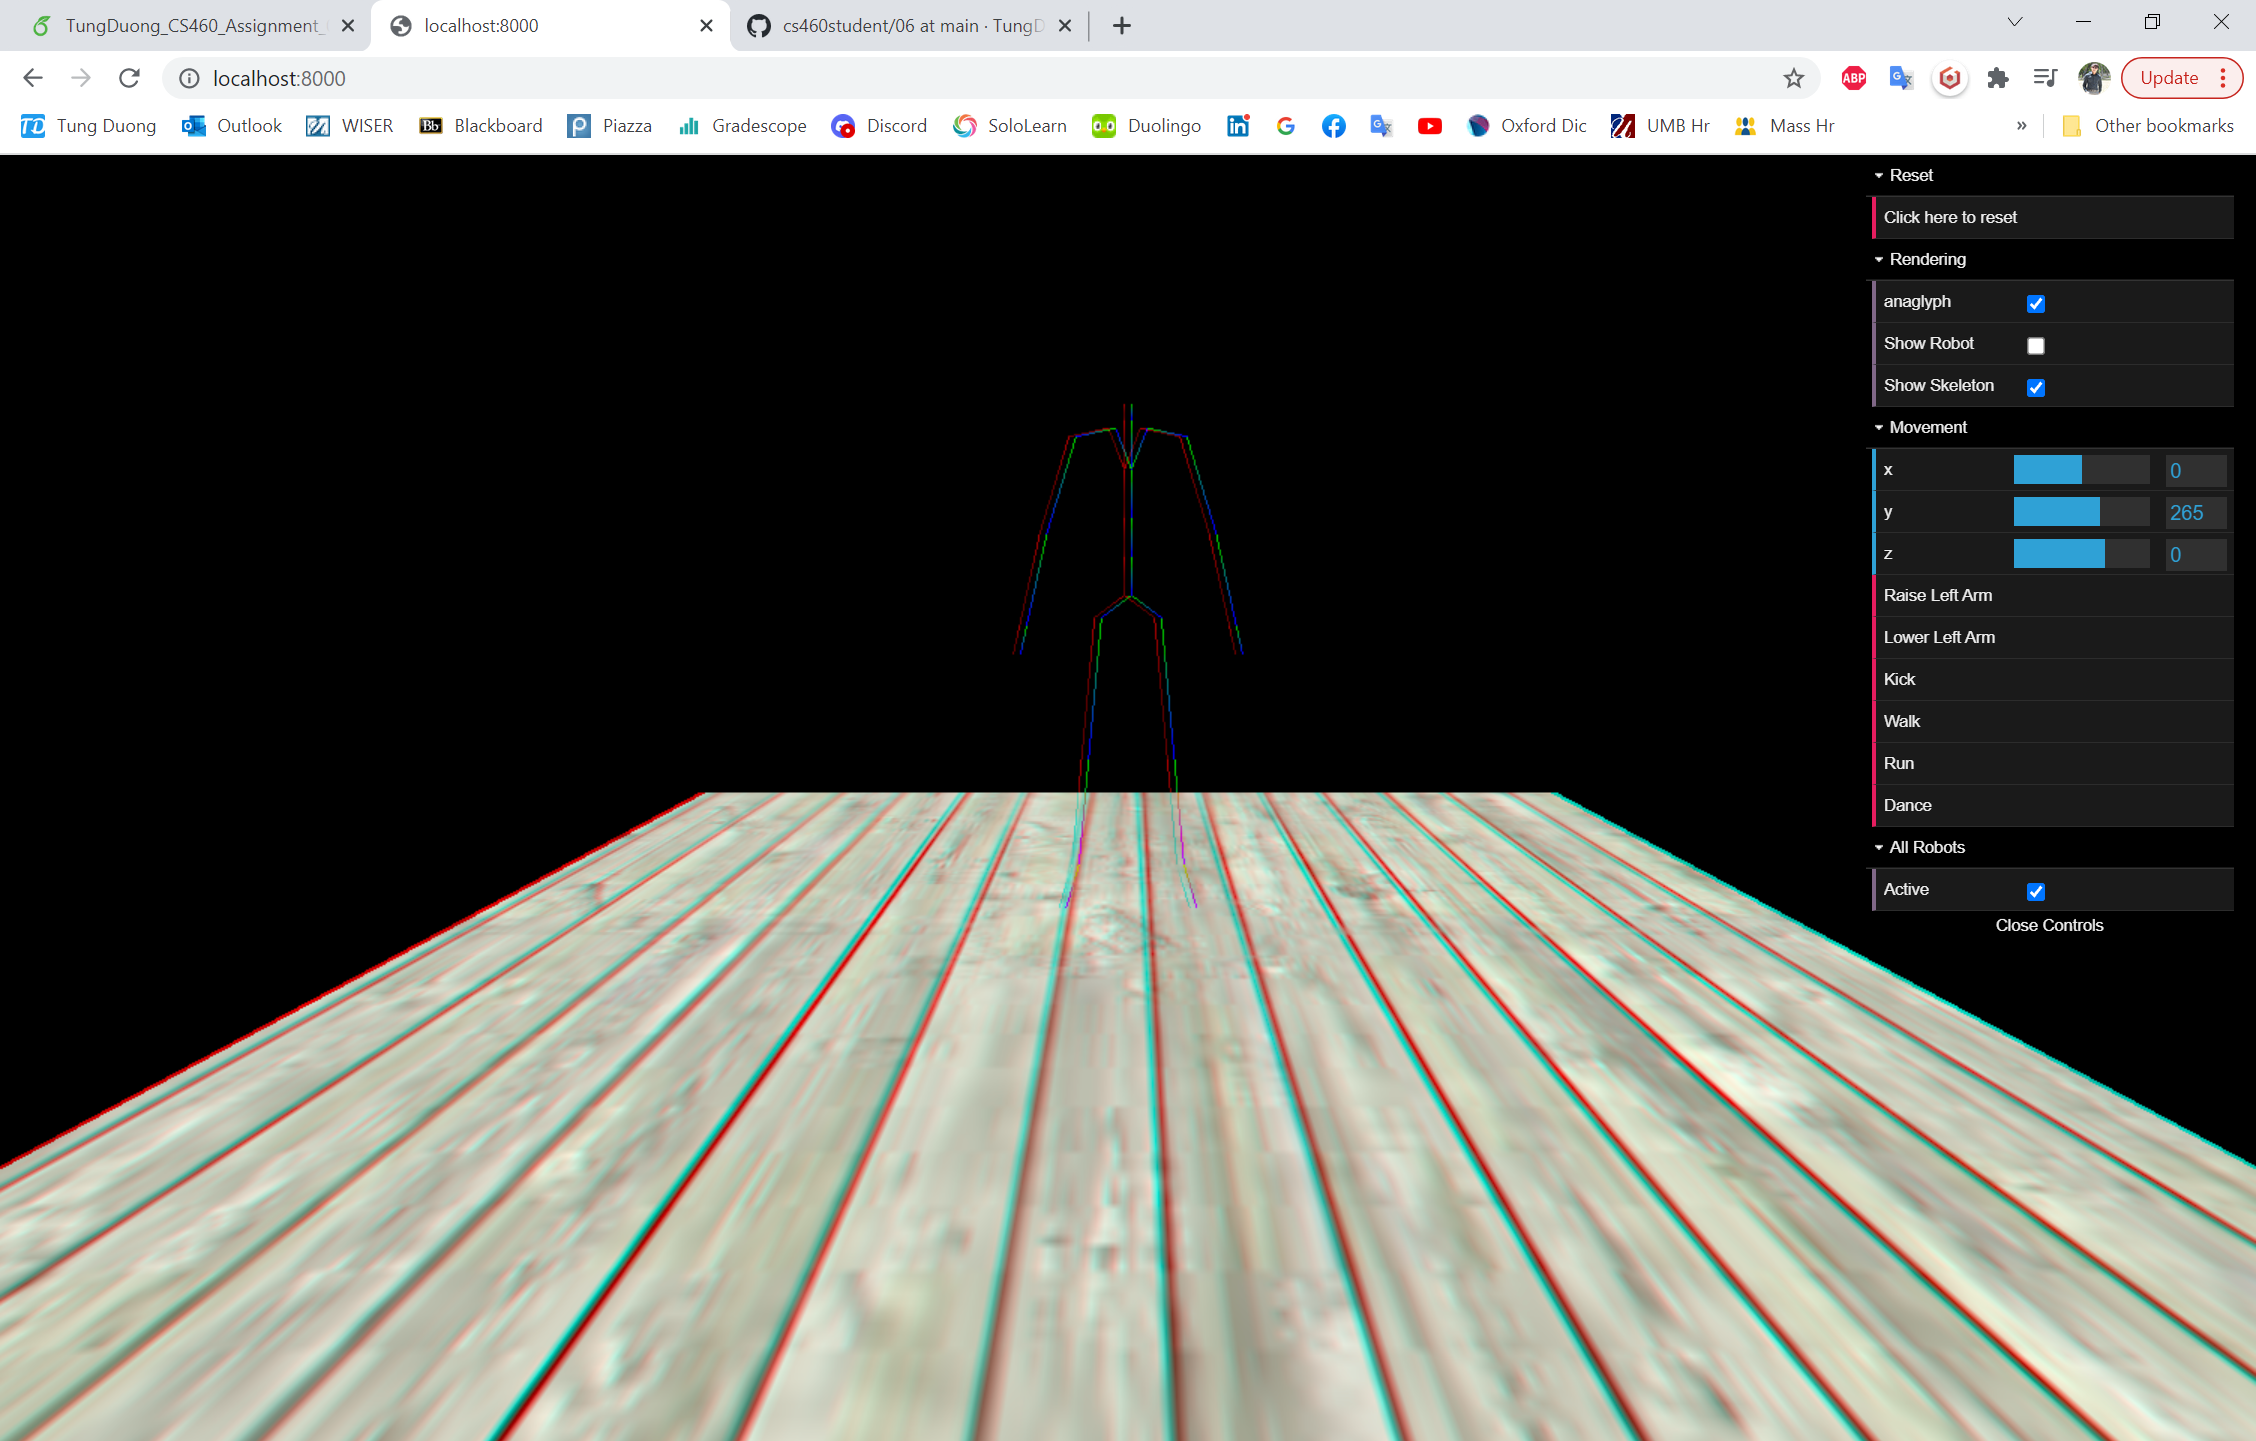 TungDuong_CS460_Assignment_
localhost:8000
cs460student/06 at main · TungD
localhost:8000
ABP
Update
TD Tung Duong
Outlook
WISER
Bb Blackboard
Piazza
Gradescope
Discord
SoloLearn
Duolingo
Oxford Dic
UMB Hr
Mass Hr
»
Other bookmarks
Reset
Click here to reset
Rendering
anaglyph
Show Robot
Show Skeleton
Movement
x 0
y 265
z 0
Raise Left Arm
Lower Left Arm
Kick
Walk
Run
Dance
All Robots
Active
Close Controls